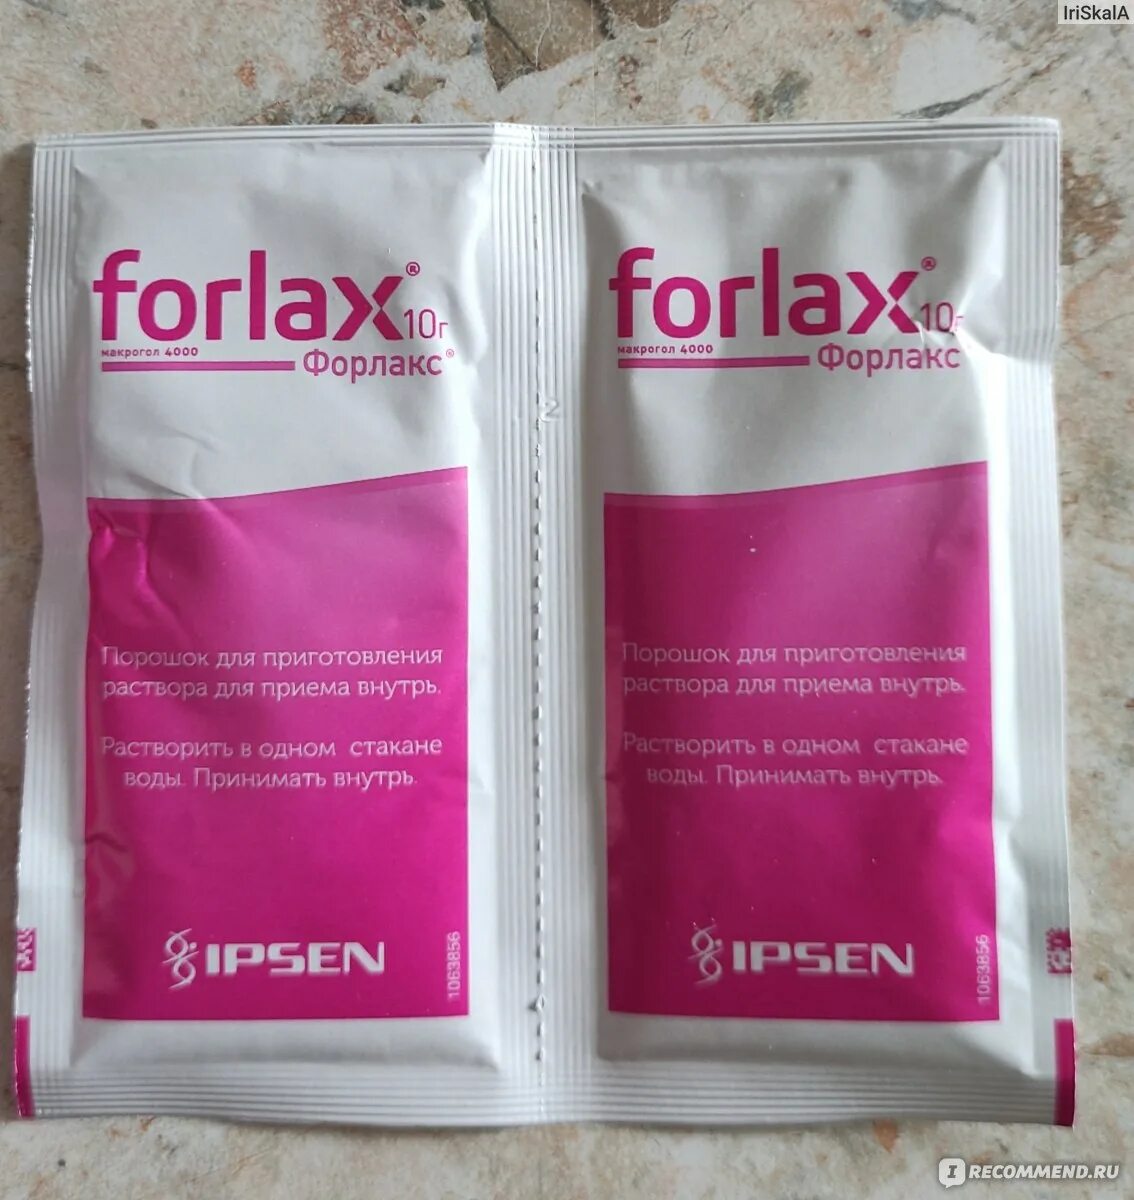 IriSkalA
forlax® 10г
макрогол 4000
Форлакс®
Порошок для приготовления
раствора для приема внутрь.
Растворить в одном стакане
воды. Принимать внутрь.
IPSEN
1063856
forlax® 10г
макрогол 4000
Форлакс
Порошок для приготовления
раствора для приема внутрь.
Растворить в одном стакане
воды. Принимать внутрь.
IPSEN
1063856
I RECOMMEND.RU